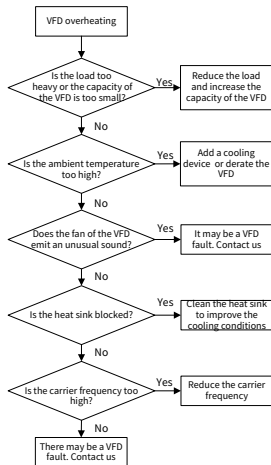 VFD overheating
Is the load too
heavy or the capacity of
the VFD is too small?
Yes
Reduce the load
and increase the
capacity of the VFD
No
Is the ambient temperature
too high?
Yes
Add a cooling
device or derate the
VFD
No
Does the fan of the VFD
emit an unusual sound?
Yes
It may be a VFD
fault. Contact us
No
Is the heat sink blocked?
Yes
Clean the heat sink
to improve the
cooling conditions
No
Is the carrier frequency too
high?
Yes
Reduce the carrier
frequency
No
There may be a VFD
fault. Contact us